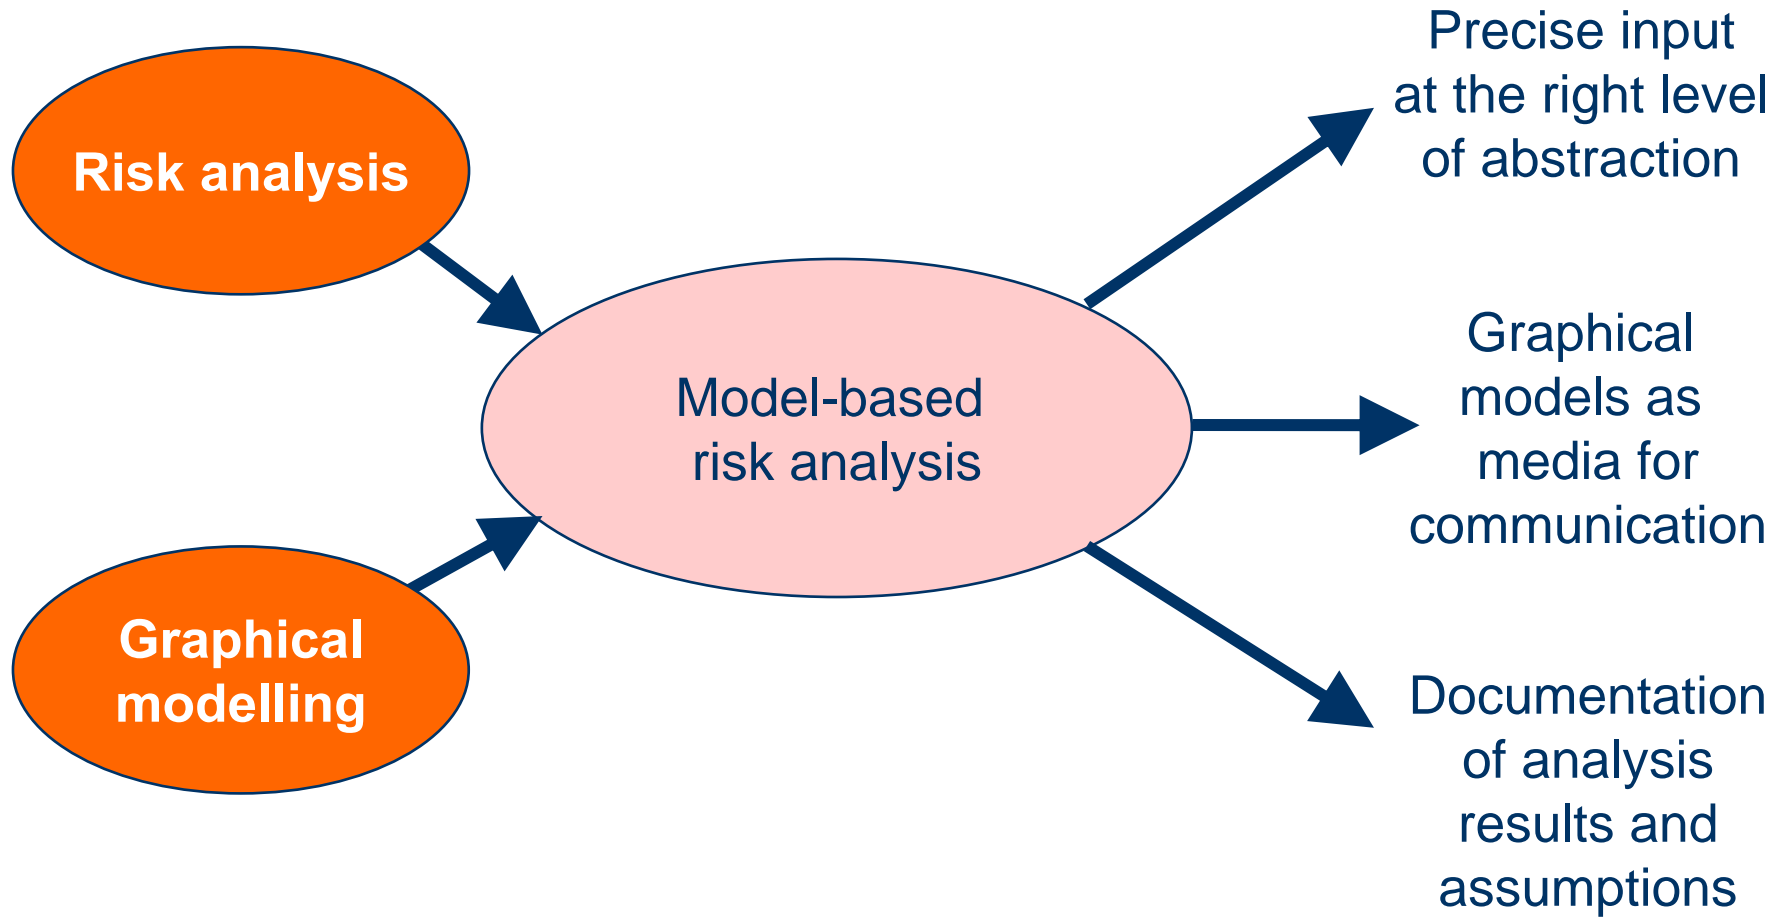 Risk analysis
Graphical
modelling
Model-based
risk analysis
Precise input
at the right level
of abstraction
Graphical
models as
media for
communication
Documentation
of analysis
results and
assumptions